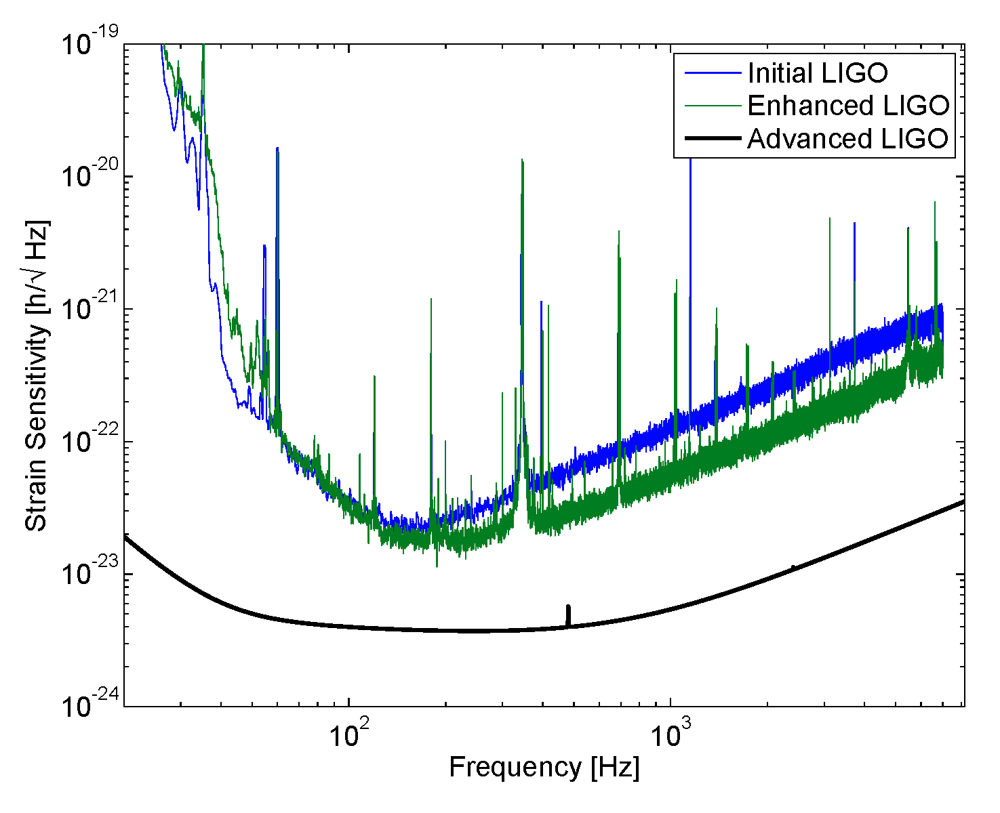 10^-19
10^-20
10^-21
10^-22
10^-23
10^-24
Strain Sensitivity [h/√ Hz]
Initial LIGO
Enhanced LIGO
Advanced LIGO
10^2
10^3
Frequency [Hz]